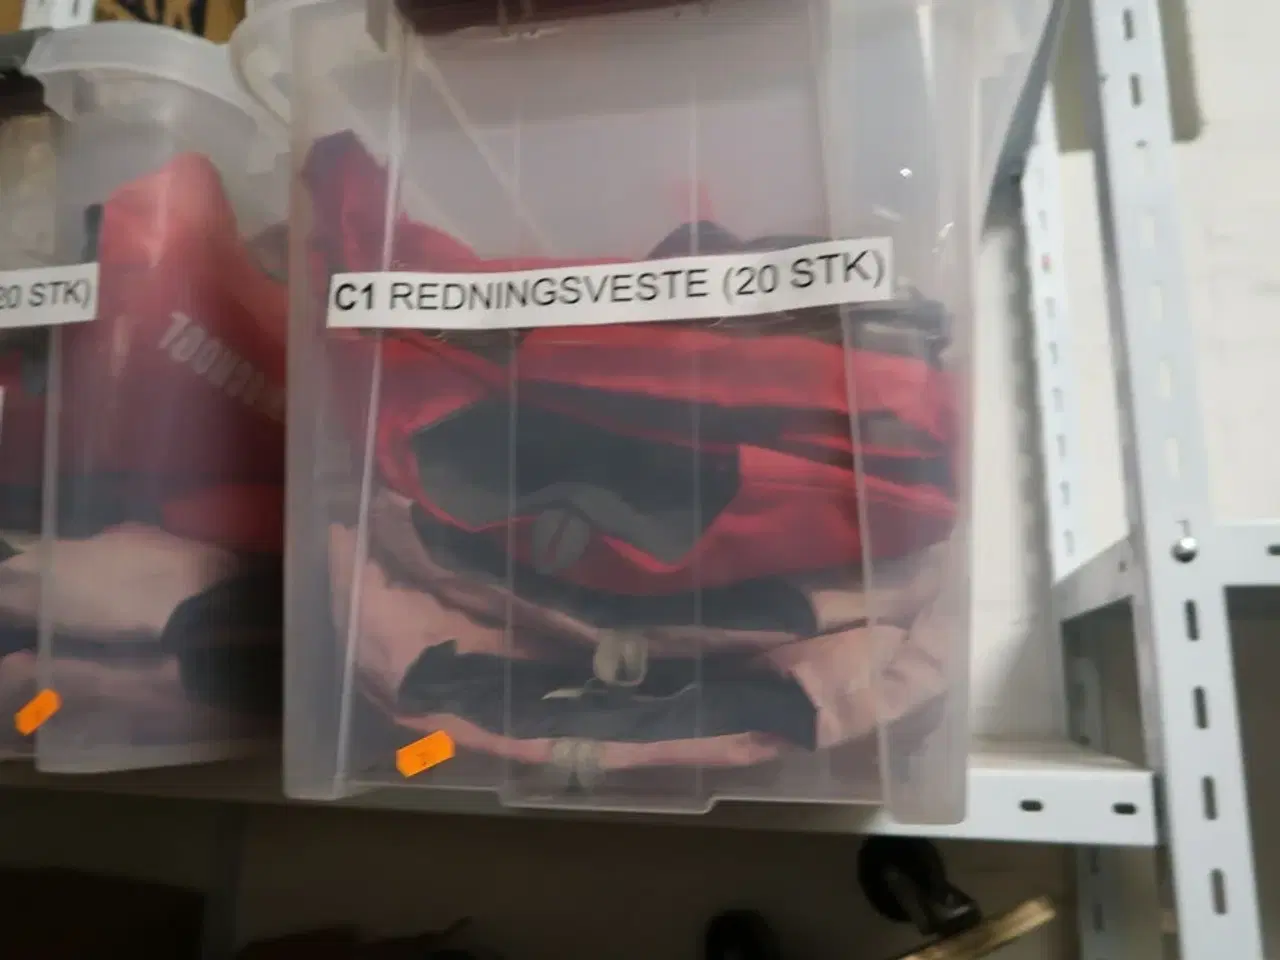 20 STK)
C1 REDNINGSVESTE (20 STK)